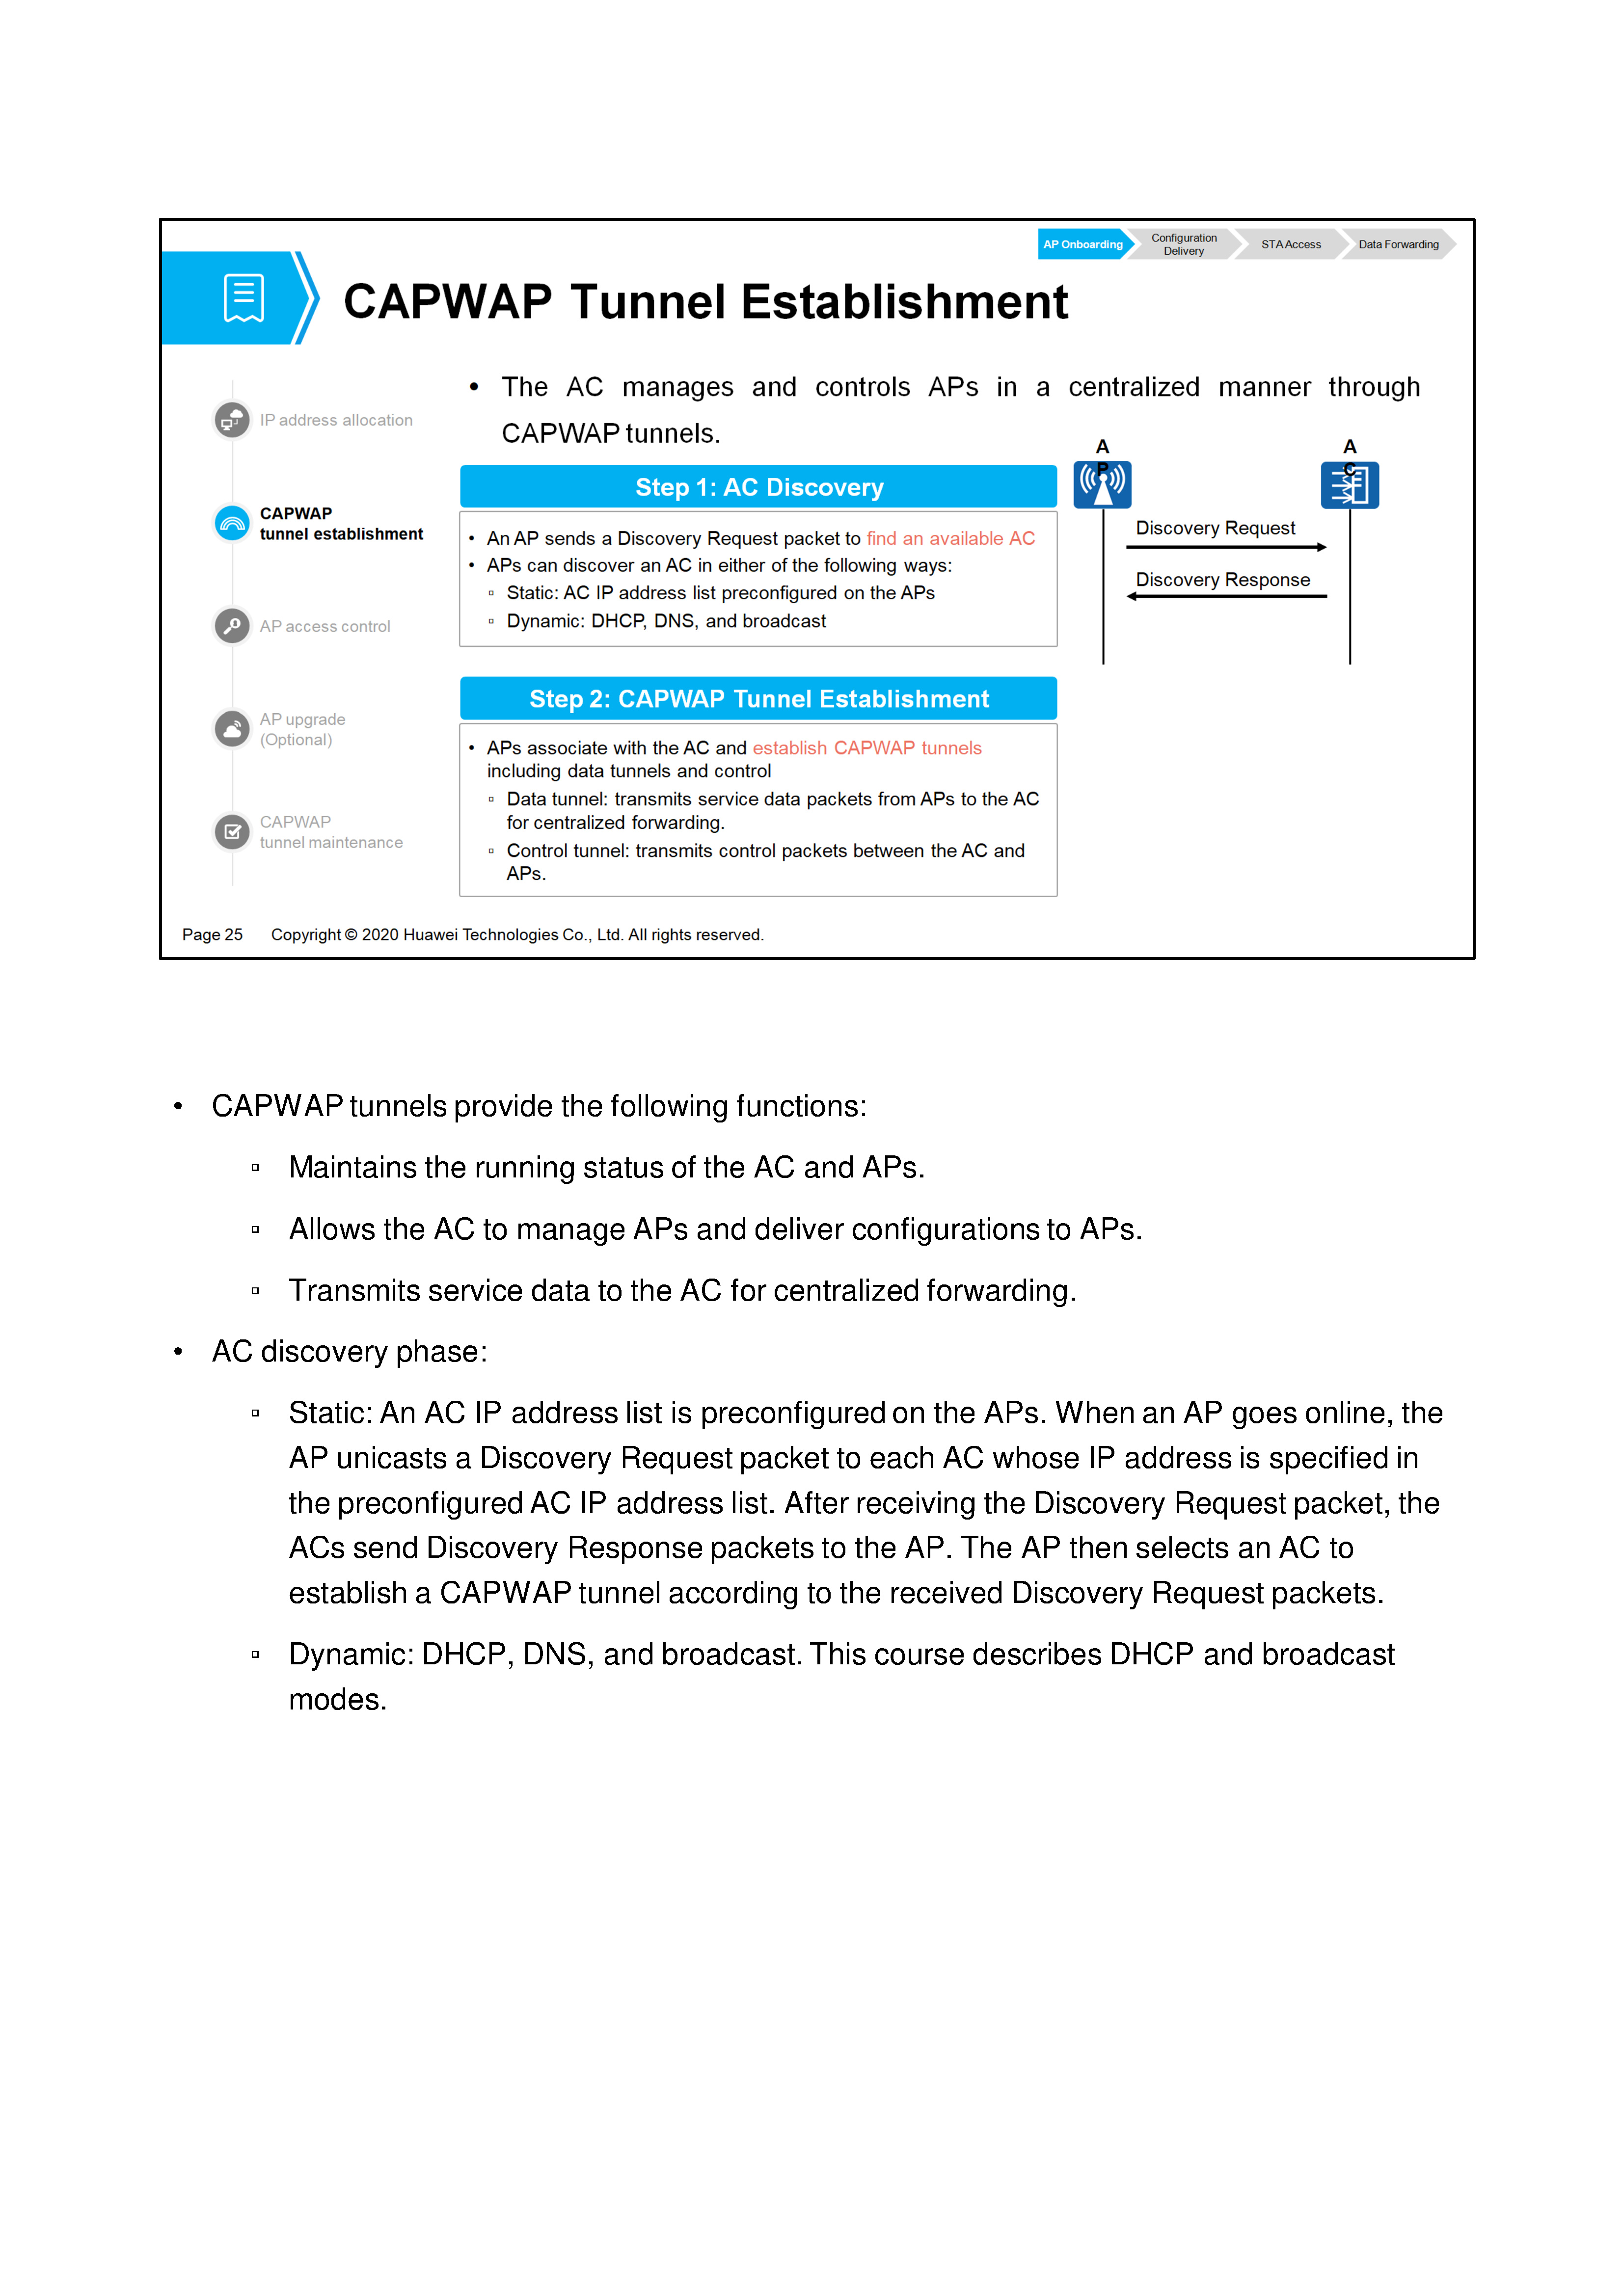 AP Onboarding
Configuration
Delivery
STA Access
Data Forwarding
CAPWAP Tunnel Establishment
IP address allocation
CAPWAP
tunnel establishment
AP access control
AP upgrade
(Optional)
CAPWAP
tunnel maintenance
• The AC manages and controls APs in a centralized manner through
CAPWAP tunnels.
Step 1: AC Discovery
• An AP sends a Discovery Request packet to find an available AC
• APs can discover an AC in either of the following ways:
▫ Static: AC IP address list preconfigured on the APs
▫ Dynamic: DHCP, DNS, and broadcast
Step 2: CAPWAP Tunnel Establishment
• APs associate with the AC and establish CAPWAP tunnels
including data tunnels and control
▫ Data tunnel: transmits service data packets from APs to the AC
for centralized forwarding.
▫ Control tunnel: transmits control packets between the AC and
APs.
A
P
A
C
Discovery Request
Discovery Response
Page 25 Copyright © 2020 Huawei Technologies Co., Ltd. All rights reserved.
• CAPWAP tunnels provide the following functions:
▫ Maintains the running status of the AC and APs.
▫ Allows the AC to manage APs and deliver configurations to APs.
▫ Transmits service data to the AC for centralized forwarding.
• AC discovery phase:
▫ Static: An AC IP address list is preconfigured on the APs. When an AP goes online, the
AP unicasts a Discovery Request packet to each AC whose IP address is specified in
the preconfigured AC IP address list. After receiving the Discovery Request packet, the
ACs send Discovery Response packets to the AP. The AP then selects an AC to
establish a CAPWAP tunnel according to the received Discovery Request packets.
▫ Dynamic: DHCP, DNS, and broadcast. This course describes DHCP and broadcast
modes.